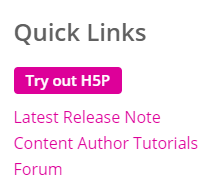 Quick Links
Try out H5P
Latest Release Note
Content Author Tutorials
Forum